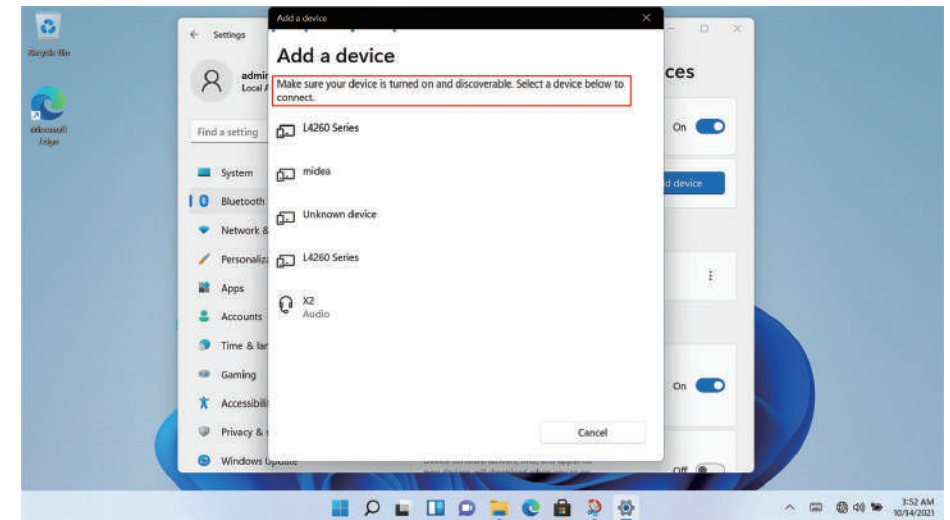 Add a device
Recycle Bin
Microsoft
Edge
Settings
admin
Local A
Find a setting
System
Bluetooth
Network &
Personaliza
Apps
Accounts
Time & lan
Gaming
Accessibili
Privacy & s
Windows Update
Add a device
Make sure your device is turned on and discoverable. Select a device below to
connect.
L4260 Series
midea
Unknown device
L4260 Series
X2
Audio
Cancel
ces
On
d device
On
Off
3:52 AM
10/14/2021